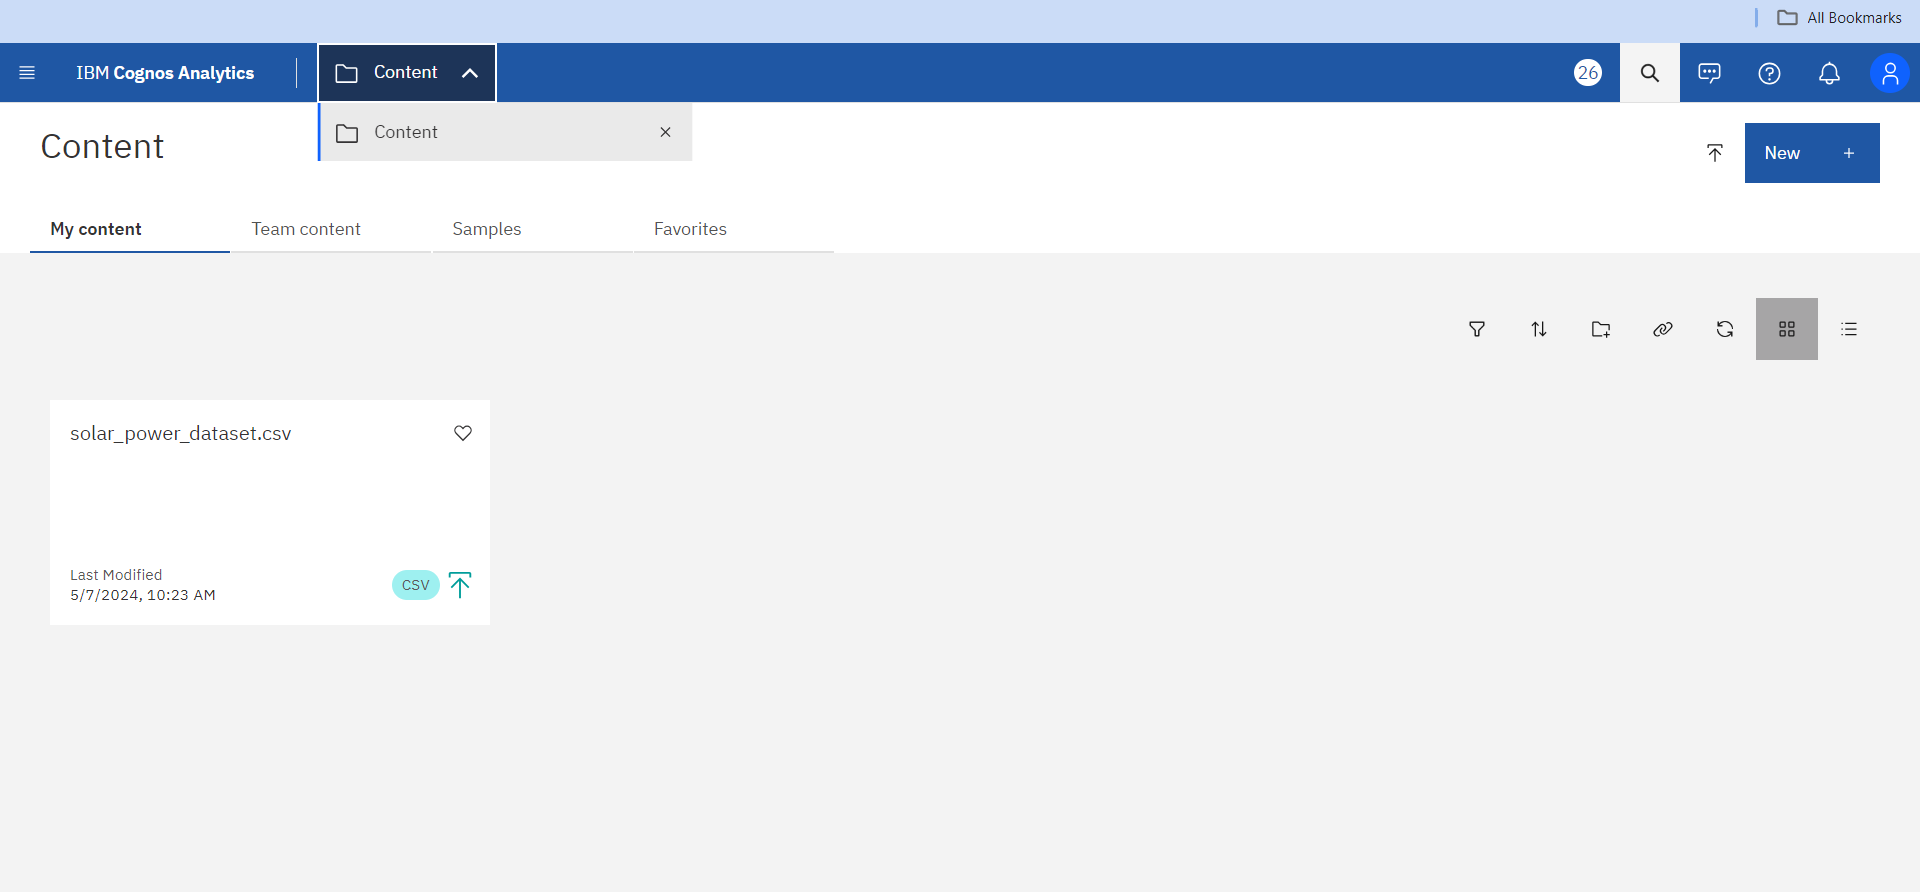 All Bookmarks
IBM Cognos Analytics
Content
26
Content
Content
New
My content
Team content
Samples
Favorites
solar_power_dataset.csv
Last Modified
5/7/2024, 10:23 AM
CSV